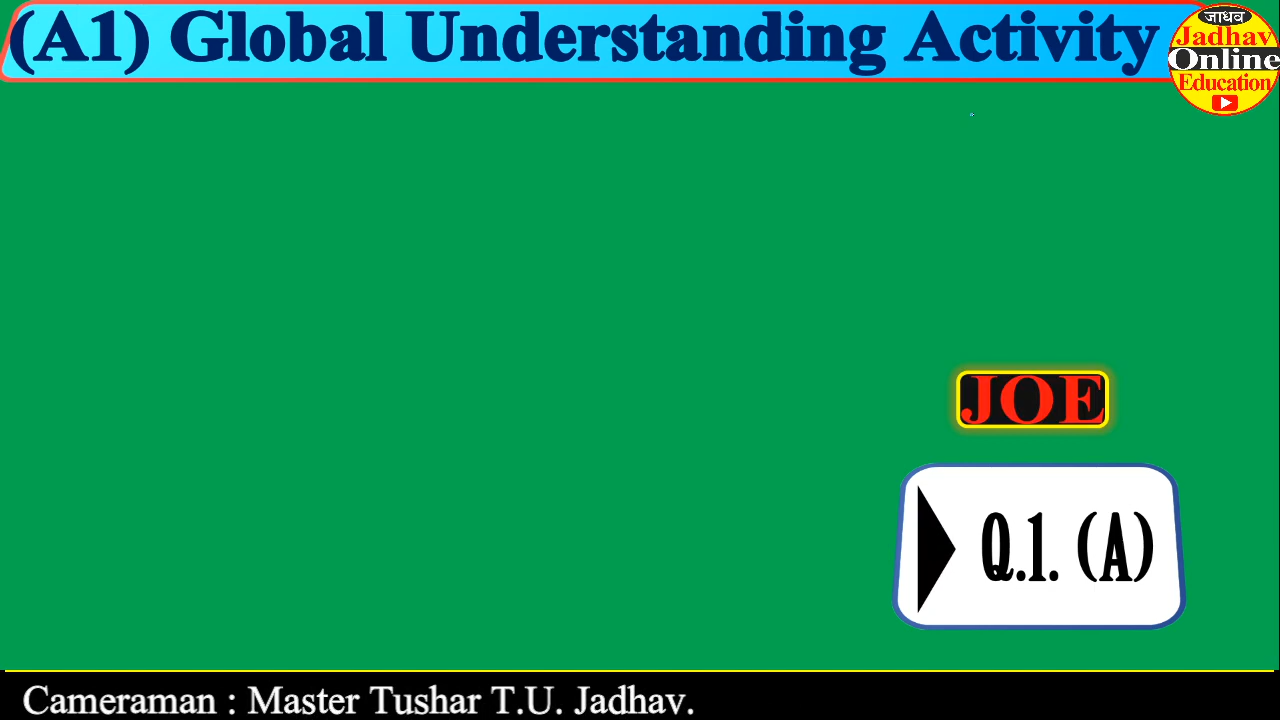 (A1) Global Understanding Activity
जाधव
Jadhav
Online
Education
JOE
Q.1. (A)
Cameraman : Master Tushar T.U. Jadhav.